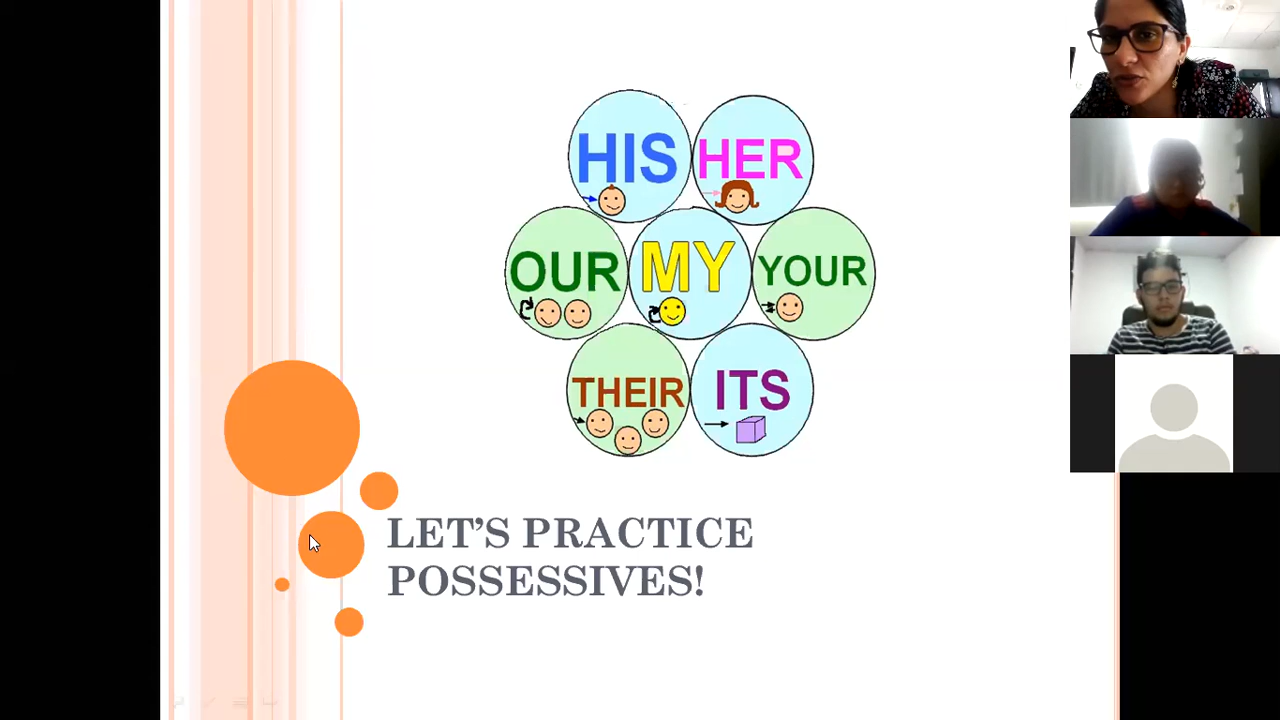 HIS HER
OUR MY YOUR
THEIR ITS
LET'S PRACTICE
POSSESSIVES!